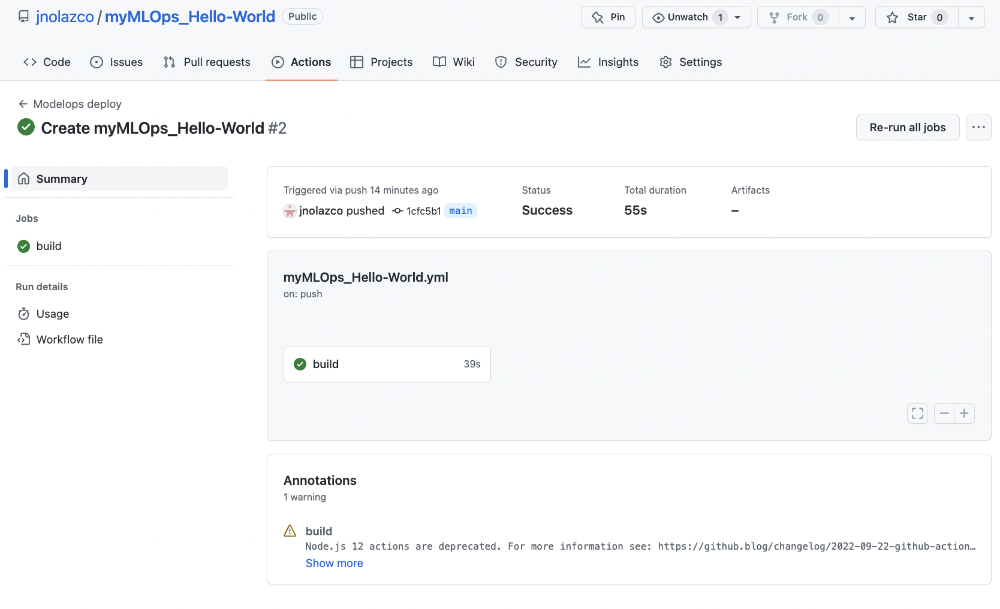 jnolazco / myMLOps_Hello-World Public
Pin Unwatch 1 Fork 0 Star 0
Code Issues Pull requests Actions Projects Wiki Security Insights Settings
← Modelops deploy
Create myMLOps_Hello-World #2
Re-run all jobs ···
Summary
Jobs
build
Run details
Usage
Workflow file
Triggered via push 14 minutes ago
jnolazco pushed 1cfc5b1 main
Status
Success
Total duration
55s
Artifacts
–
myMLOps_Hello-World.yml
on: push
build 39s
Annotations
1 warning
build
Node.js 12 actions are deprecated. For more information see: https://github.blog/changelog/2022-09-22-github-action…
Show more